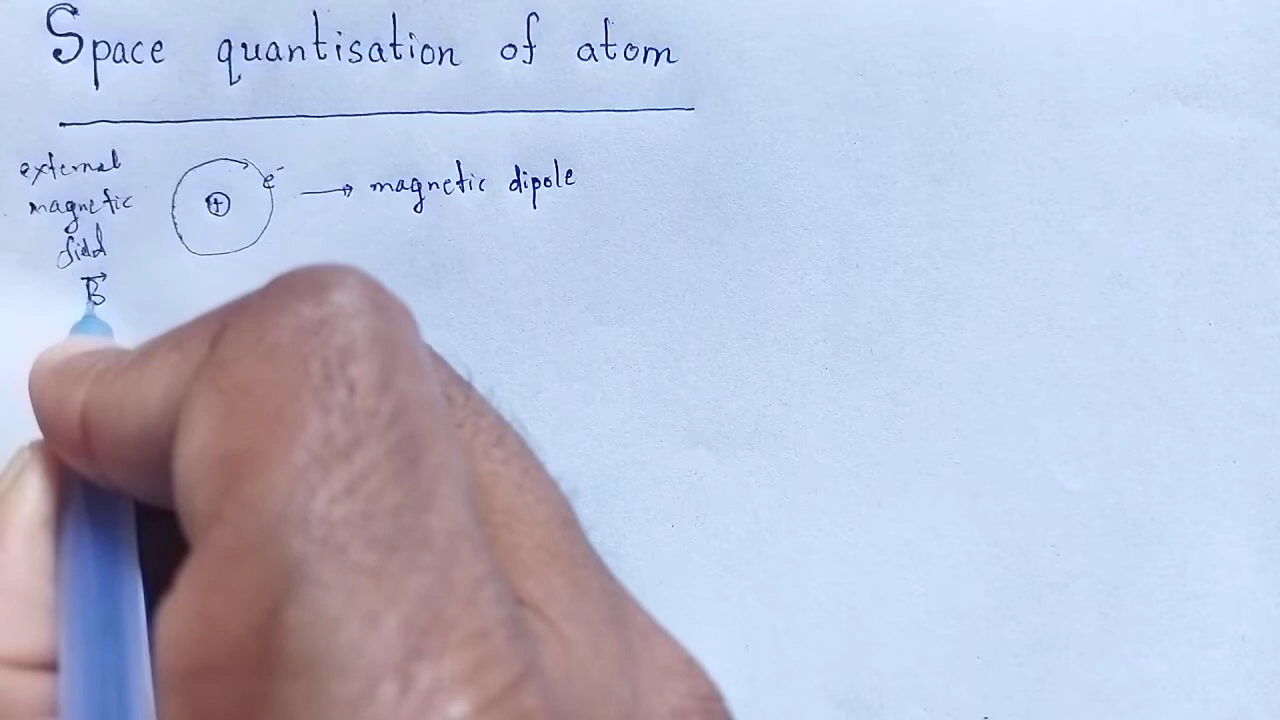 Space quantisation of atom
external
magnetic
field
B⃗
⊕
e⁻
→ magnetic dipole